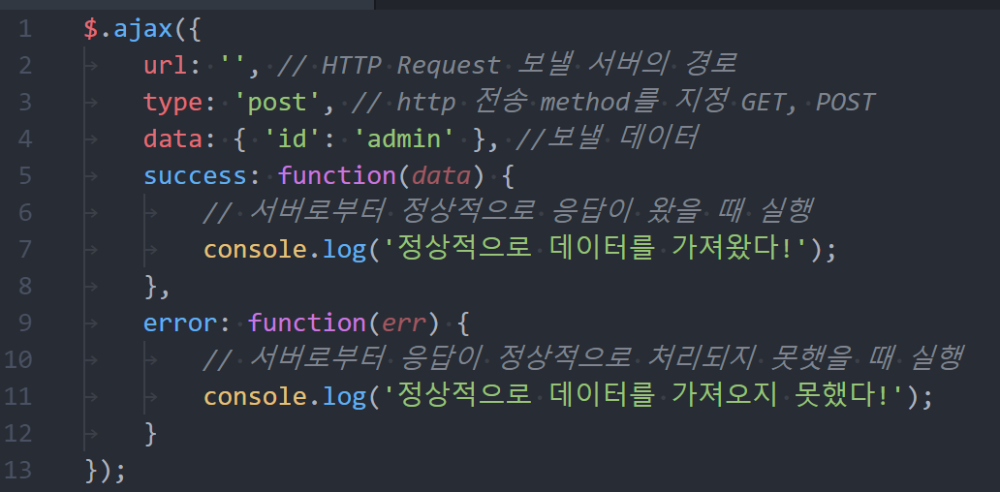 1 $.ajax({
2 url: '', // HTTP Request 보낼 서버의 경로
3 type: 'post', // http 전송 method를 지정 GET, POST
4 data: { 'id': 'admin' }, //보낼 데이터
5 success: function(data) {
6 // 서버로부터 정상적으로 응답이 왔을 때 실행
7 console.log('정상적으로 데이터를 가져왔다!');
8 },
9 error: function(err) {
10 // 서버로부터 응답이 정상적으로 처리되지 못햇을 때 실행
11 console.log('정상적으로 데이터를 가져오지 못했다!');
12 }
13 });